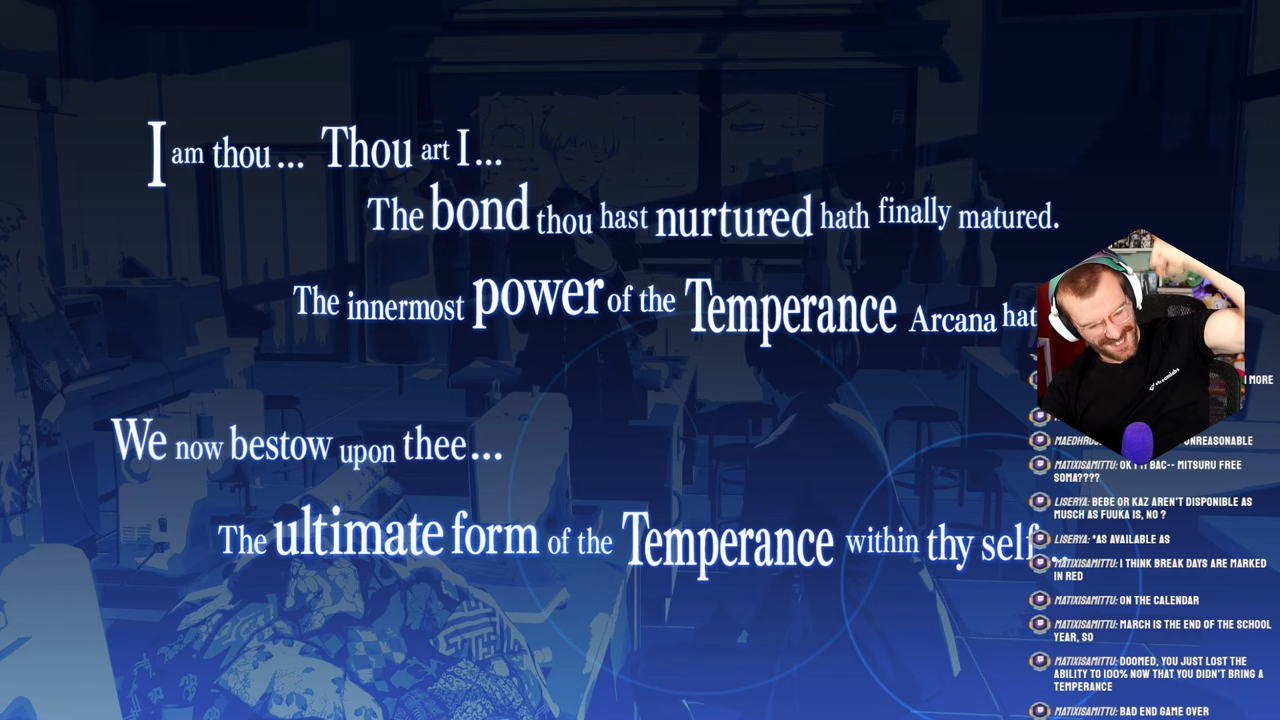 I am thou... Thou art I...
The bond thou hast nurtured hath finally matured.
The innermost power of the Temperance Arcana hat
We now bestow upon thee...
The ultimate form of the Temperance within thy self...
streamlabs
MORE
UNREASONABLE
MATIXISAMITTU: OK I'M BAC-- MITSURU FREE
SOMA????
LISERYA: BEBE OR KAZ AREN'T DISPONIBLE AS
MUSCH AS FUUKA IS, NO ?
LISERYA: *AS AVAILABLE AS
MATIXISAMITTU: I THINK BREAK DAYS ARE MARKED
IN RED
MATIXISAMITTU: ON THE CALENDAR
MATIXISAMITTU: MARCH IS THE END OF THE SCHOOL
YEAR, SO
MATIXISAMITTU: DOOMED, YOU JUST LOST THE
ABILITY TO 100% NOW THAT YOU DIDN'T BRING A
TEMPERANCE
MATIXISAMITTU: BAD END GAME OVER